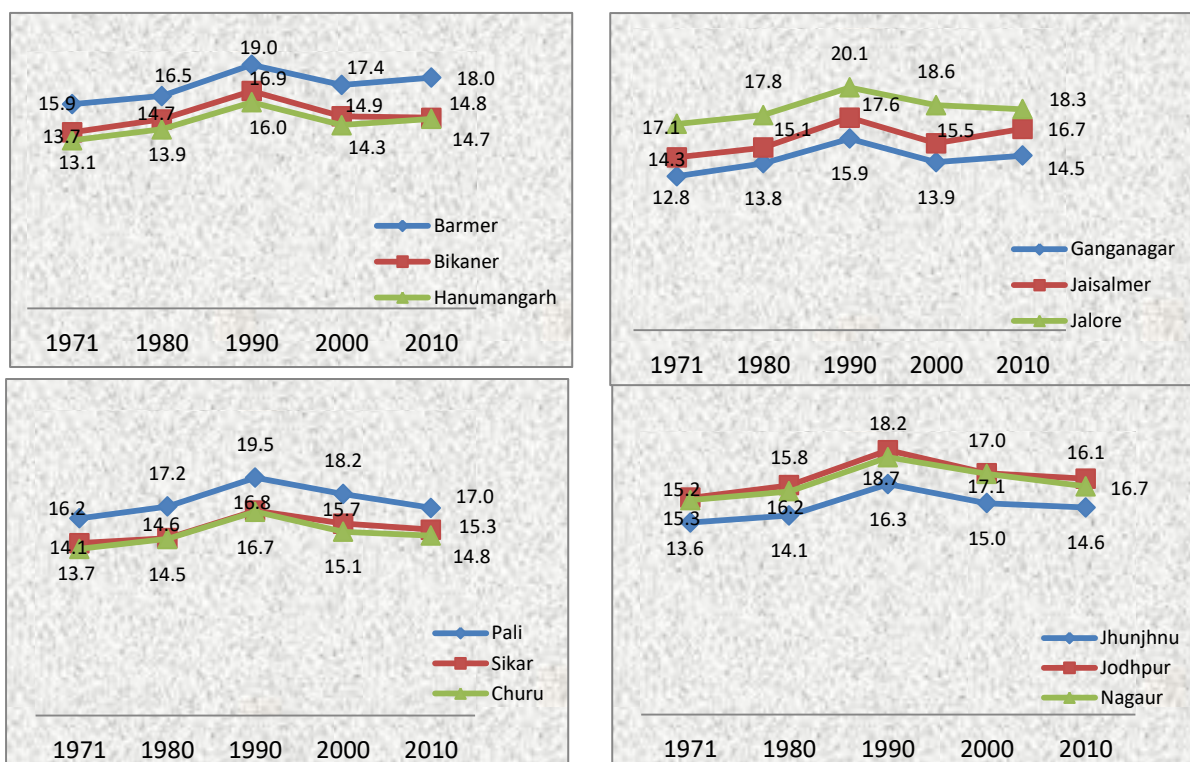 19.0
16.5 17.4 18.0
15.9 16.9
14.7 14.9 14.8
13.7 16.0
13.1 13.9 14.3 14.7
Barmer
Bikaner
Hanumangarh
1971 1980 1990 2000 2010
20.1
17.8 18.6
17.1 17.6 18.3
15.1 15.5 16.7
14.3
12.8 13.8 15.9 13.9 14.5
Ganganagar
Jaisalmer
Jalore
1971 1980 1990 2000 2010
19.5
17.2 18.2
16.2 16.8 17.0
14.6 15.7 15.3
14.1
13.7 14.5 16.7 15.1 14.8
Pali
Sikar
Churu
1971 1980 1990 2000 2010
18.2
15.8 17.0 16.1
15.2 18.7 17.1 16.7
15.3 16.2 16.3
13.6 14.1 15.0 14.6
Jhunjhnu
Jodhpur
Nagaur
1971 1980 1990 2000 2010